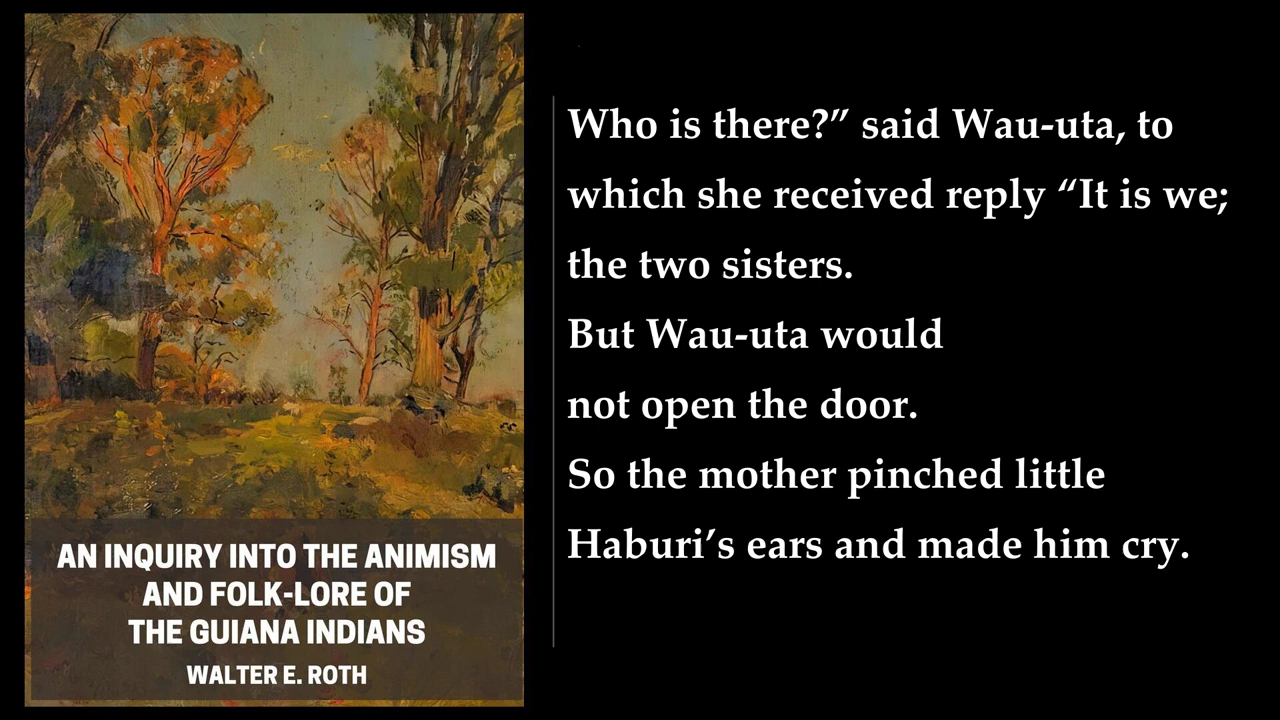 AN INQUIRY INTO THE ANIMISM
AND FOLK-LORE OF
THE GUIANA INDIANS
WALTER E. ROTH
Who is there?” said Wau-uta, to
which she received reply “It is we;
the two sisters.
But Wau-uta would
not open the door.
So the mother pinched little
Haburi’s ears and made him cry.